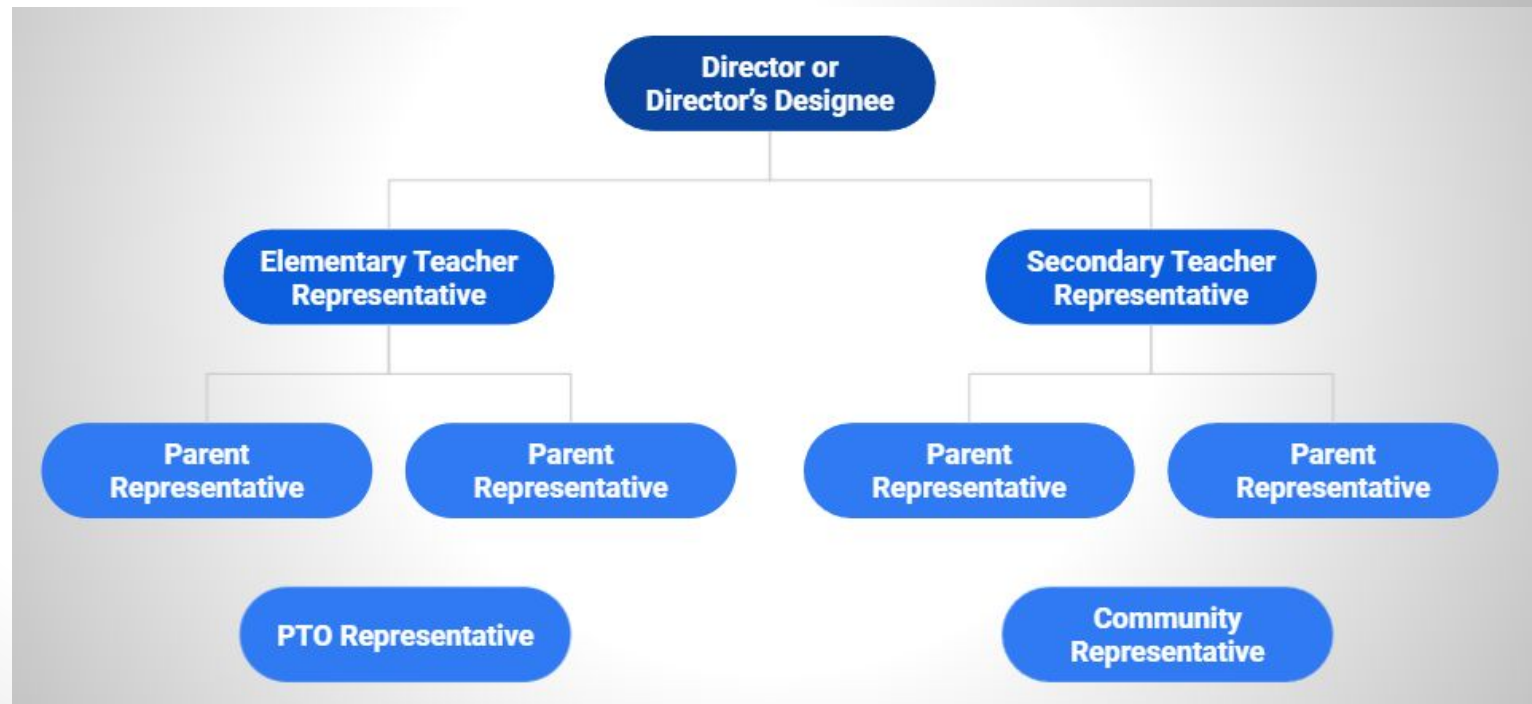 Director or
Director’s Designee
Elementary Teacher
Representative
Secondary Teacher
Representative
Parent
Representative
Parent
Representative
Parent
Representative
Parent
Representative
PTO Representative
Community
Representative